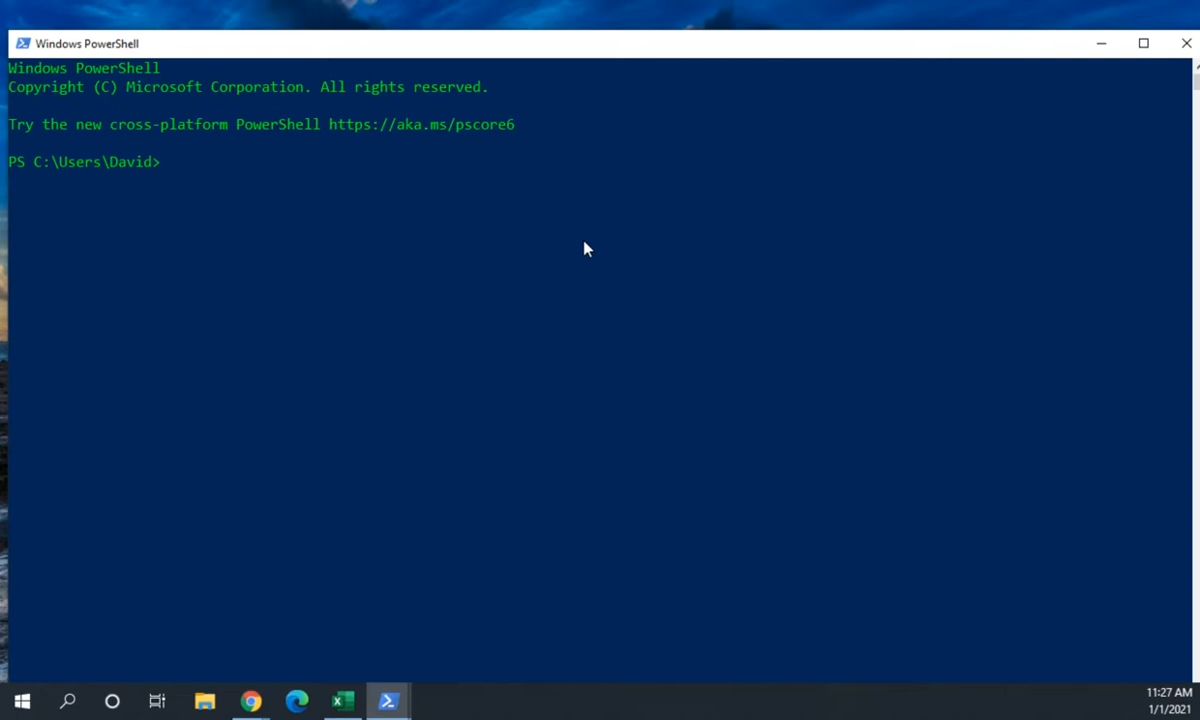 Windows PowerShell
Windows PowerShell
Copyright (C) Microsoft Corporation. All rights reserved.
Try the new cross-platform PowerShell https://aka.ms/pscore6
PS C:\Users\David>
11:27 AM
1/1/2021